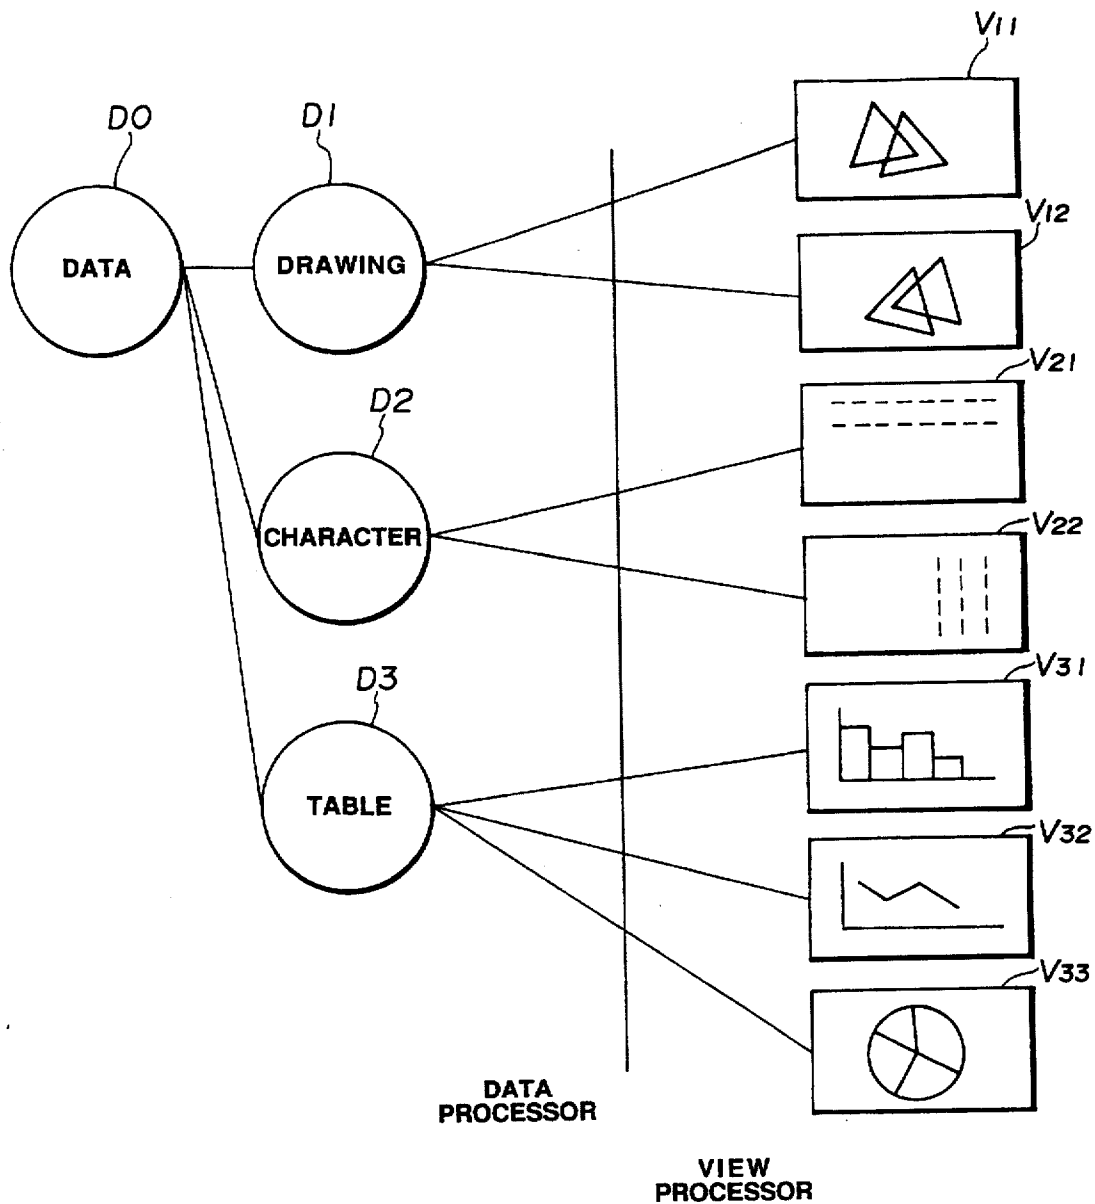 V11
D0
D1
V12
DATA
DRAWING
V21
D2
V22
CHARACTER
V31
D3
TABLE
V32
V33
DATA
PROCESSOR
VIEW
PROCESSOR